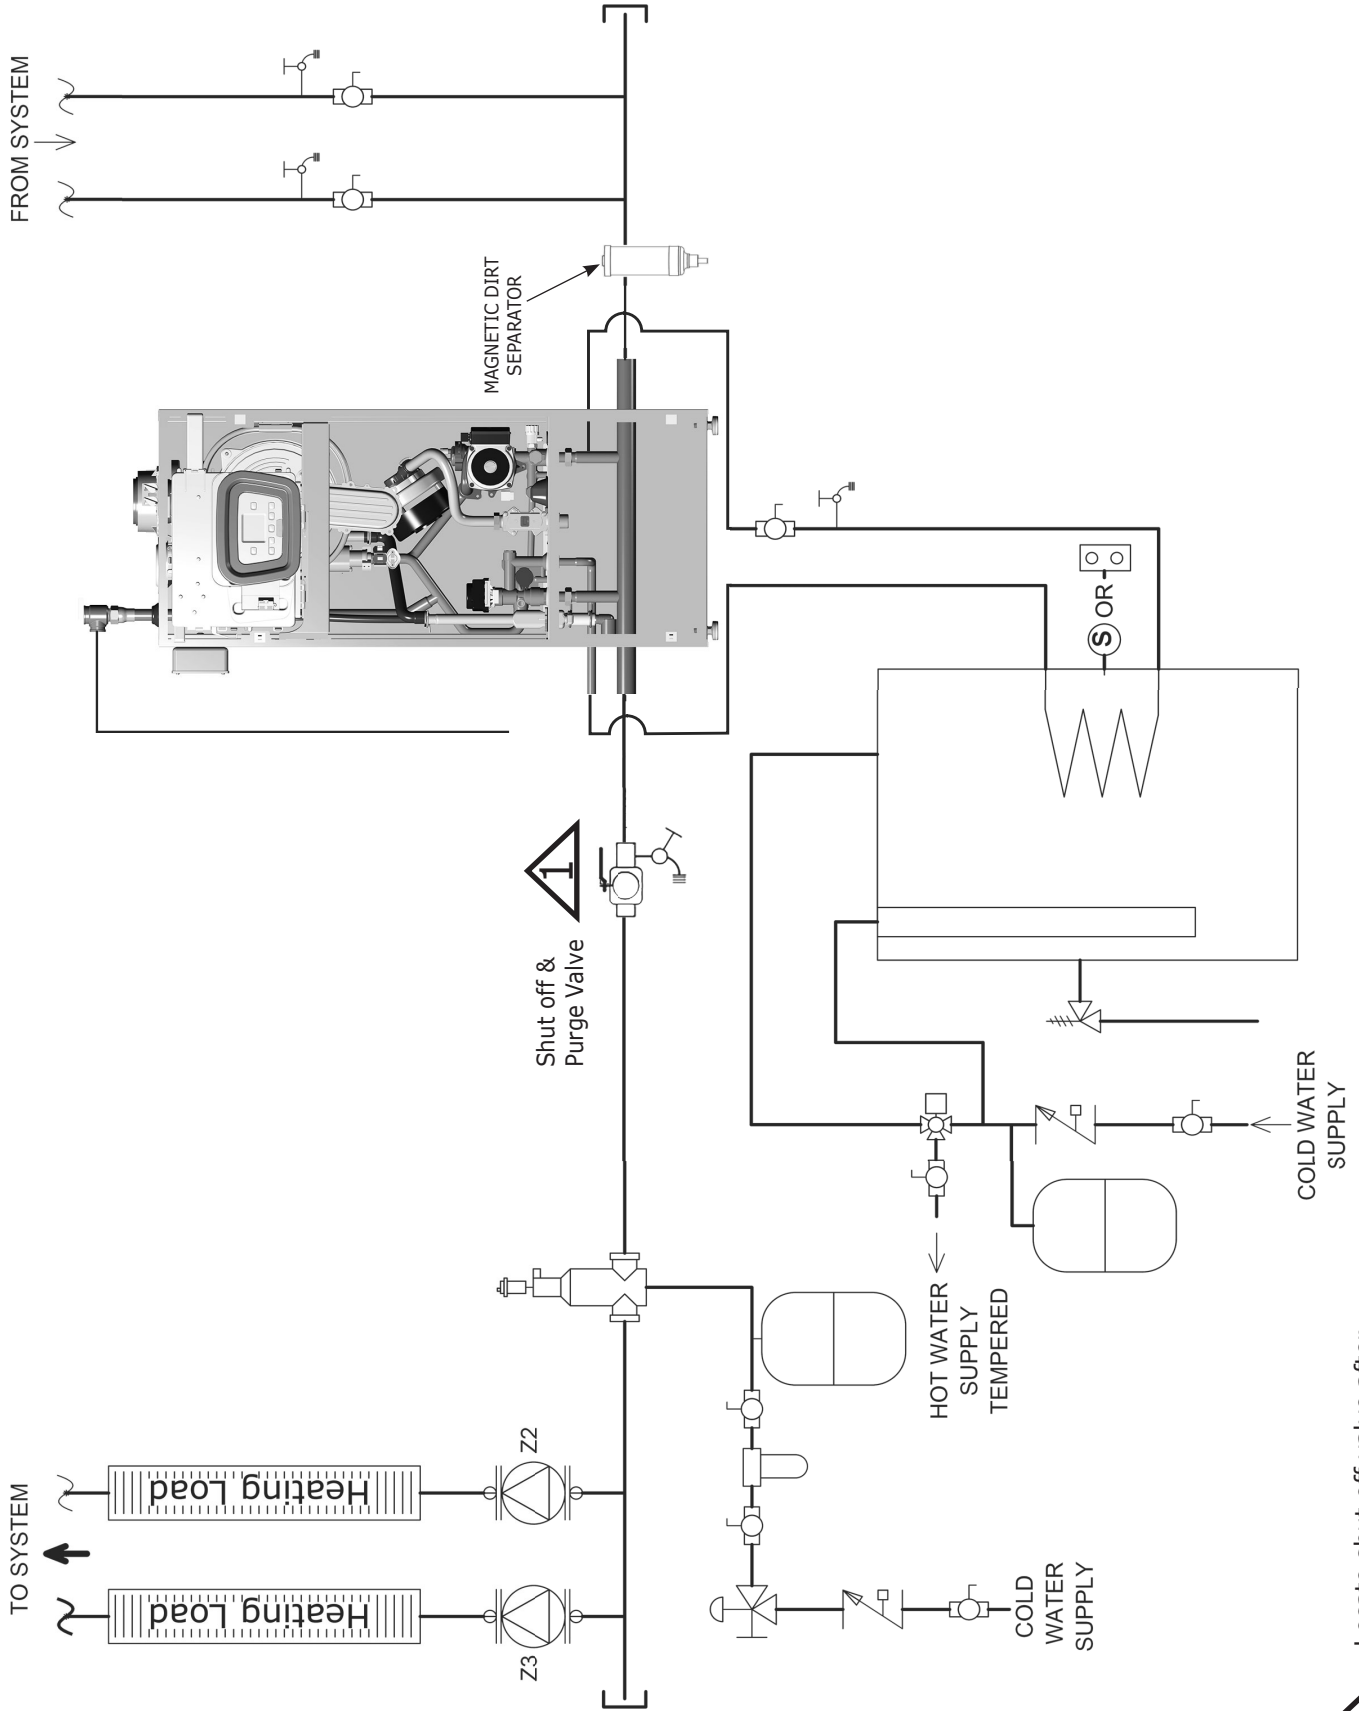 FROM SYSTEM
MAGNETIC DIRT
SEPARATOR
S
OR
1
Shut off &
Purge Valve
COLD WATER
SUPPLY
HOT WATER
SUPPLY
TEMPERED
TO SYSTEM
Heating Load
Z2
Heating Load
Z3
COLD
WATER
SUPPLY